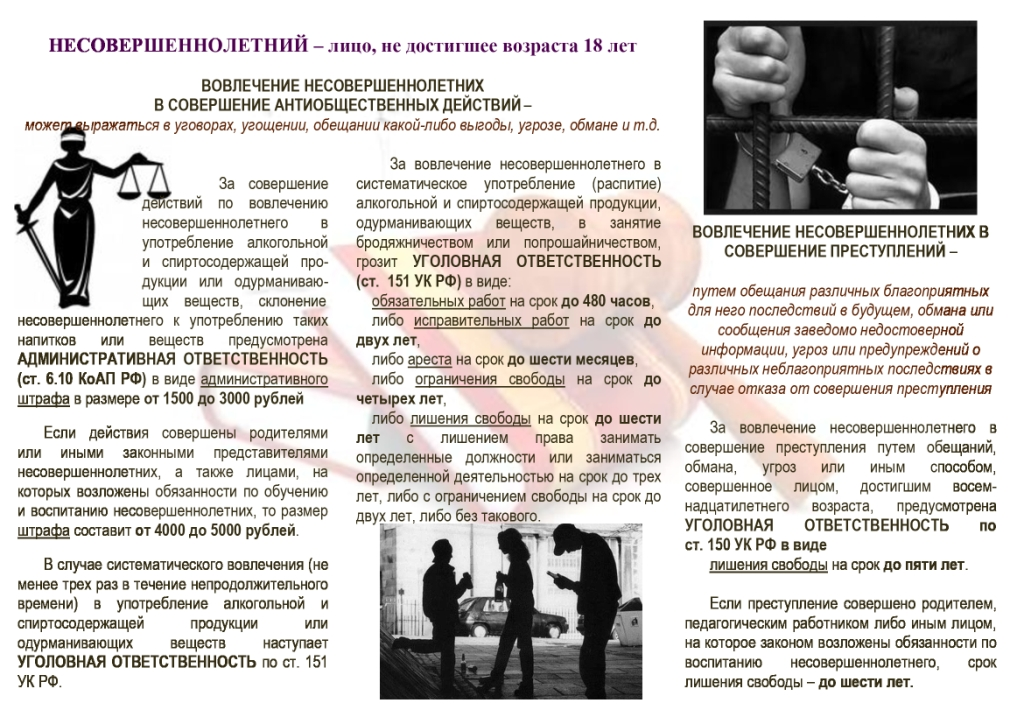 НЕСОВЕРШЕННОЛЕТНИЙ – лицо, не достигшее возраста 18 лет
ВОВЛЕЧЕНИЕ НЕСОВЕРШЕННОЛЕТНИХ
В СОВЕРШЕНИЕ АНТИОБЩЕСТВЕННЫХ ДЕЙСТВИЙ –
может выражаться в уговорах, угощении, обещании какой-либо выгоды, угрозе, обмане и т.д.
За совершение
действий по вовлечению
несовершеннолетнего в
употребление алкогольной
и спиртосодержащей про-
дукции или одурманиваю-
щих веществ, склонение
несовершеннолетнего к употреблению таких
напитков или веществ предусмотрена
АДМИНИСТРАТИВНАЯ ОТВЕТСТВЕННОСТЬ
(ст. 6.10 КоАП РФ) в виде административного
штрафа в размере от 1500 до 3000 рублей
Если действия совершены родителями
или иными законными представителями
несовершеннолетних, а также лицами, на
которых возложены обязанности по обучению
и воспитанию несовершеннолетних, то размер
штрафа составит от 4000 до 5000 рублей.
В случае систематического вовлечения (не
менее трех раз в течение непродолжительного
времени) в употребление алкогольной и
спиртосодержащей продукции или
одурманивающих веществ наступает
УГОЛОВНАЯ ОТВЕТСТВЕННОСТЬ по ст. 151
УК РФ.
За вовлечение несовершеннолетнего в
систематическое употребление (распитие)
алкогольной и спиртосодержащей продукции,
одурманивающих веществ, в занятие
бродяжничеством или попрошайничеством,
грозит УГОЛОВНАЯ ОТВЕТСТВЕННОСТЬ
(ст. 151 УК РФ) в виде:
обязательных работ на срок до 480 часов,
либо исправительных работ на срок до
двух лет,
либо ареста на срок до шести месяцев,
либо ограничения свободы на срок до
четырех лет,
либо лишения свободы на срок до шести
лет с лишением права занимать
определенные должности или заниматься
определенной деятельностью на срок до трех
лет, либо с ограничением свободы на срок до
двух лет, либо без такового.
ВОВЛЕЧЕНИЕ НЕСОВЕРШЕННОЛЕТНИХ В
СОВЕРШЕНИЕ ПРЕСТУПЛЕНИЙ –
путем обещания различных благоприятных
для него последствий в будущем, обмана или
сообщения заведомо недостоверной
информации, угроз или предупреждений о
различных неблагоприятных последствиях в
случае отказа от совершения преступления
За вовлечение несовершеннолетнего в
совершение преступления путем обещаний,
обмана, угроз или иным способом,
совершенное лицом, достигшим восем-
надцатилетнего возраста, предусмотрена
УГОЛОВНАЯ ОТВЕТСТВЕННОСТЬ по
ст. 150 УК РФ в виде
лишения свободы на срок до пяти лет.
Если преступление совершено родителем,
педагогическим работником либо иным лицом,
на которое законом возложены обязанности по
воспитанию несовершеннолетнего, срок
лишения свободы – до шести лет.